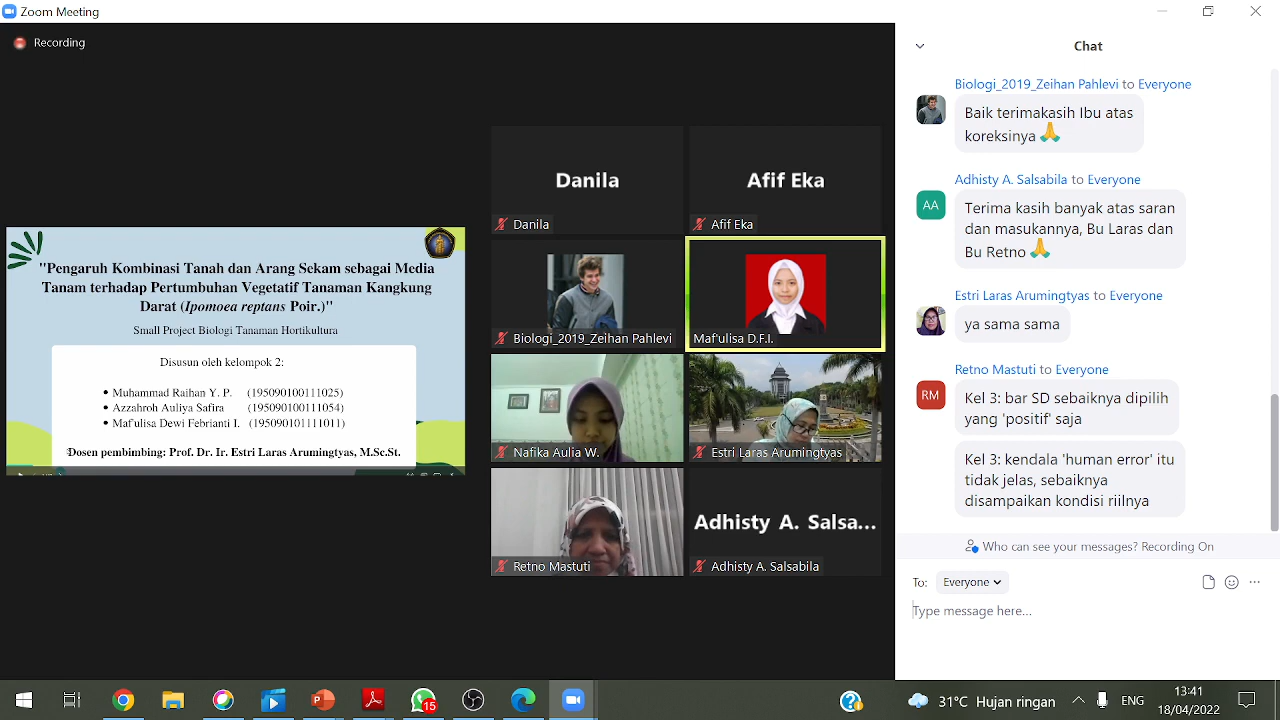 Zoom Meeting
Recording
"Pengaruh Kombinasi Tanah dan Arang Sekam sebagai Media
Tanam terhadap Pertumbuhan Vegetatif Tanaman Kangkung
Darat (Ipomoea reptans Poir.)"
Small Project Biologi Tanaman Hortikultura
Disusun oleh kelompok 2:
• Muhammad Raihan Y. P. (195090100111025)
• Azzahroh Auliya Safira (195090100111054)
• Maf'ulisa Dewi Febrianti I. (195090101111011)
Dosen pembimbing: Prof. Dr. Ir. Estri Laras Arumingtyas, M.Sc.St.
Danila
Danila
Afif Eka
Afif Eka
Biologi_2019_Zeihan Pahlevi
Maf'ulisa D.F.I.
Nafika Aulia W.
Estri Laras Arumingtyas
Retno Mastuti
Adhisty A. Salsa...
Adhisty A. Salsabila
Chat
Biologi_2019_Zeihan Pahlevi to Everyone
Baik terimakasih Ibu atas
koreksinya 🙏
Adhisty A. Salsabila to Everyone
AA
Terima kasih banyak atas saran
dan masukannya, Bu Laras dan
Bu Retno 🙏
Estri Laras Arumingtyas to Everyone
ya sama sama
Retno Mastuti to Everyone
RM
Kel 3: bar SD sebaiknya dipilih
yang 'positif' saja
Kel 3: kendala 'human error' itu
tidak jelas, sebaiknya
disampaikan kondisi riilnya
Who can see your messages? Recording On
To: Everyone
Type message here...
15
31°C Hujan ringan
ENG
13:41
18/04/2022